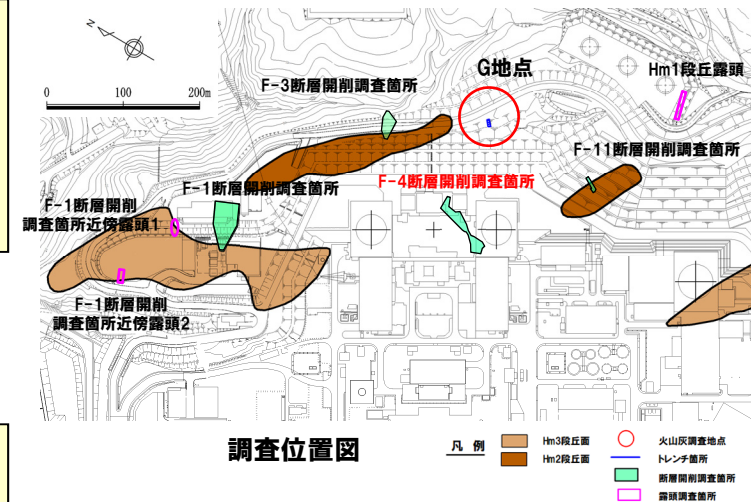 N
0 100 200m
F-3断層開削調査箇所
G地点
Hm1段丘露頭
F-11断層開削調査箇所
F-1断層開削調査箇所
F-4断層開削調査箇所
F-1断層開削
調査箇所近傍露頭1
F-1断層開削
調査箇所近傍露頭2
調査位置図
凡 例
Hm3段丘面
Hm2段丘面
火山灰調査地点
トレンチ箇所
断層開削調査箇所
露頭調査箇所